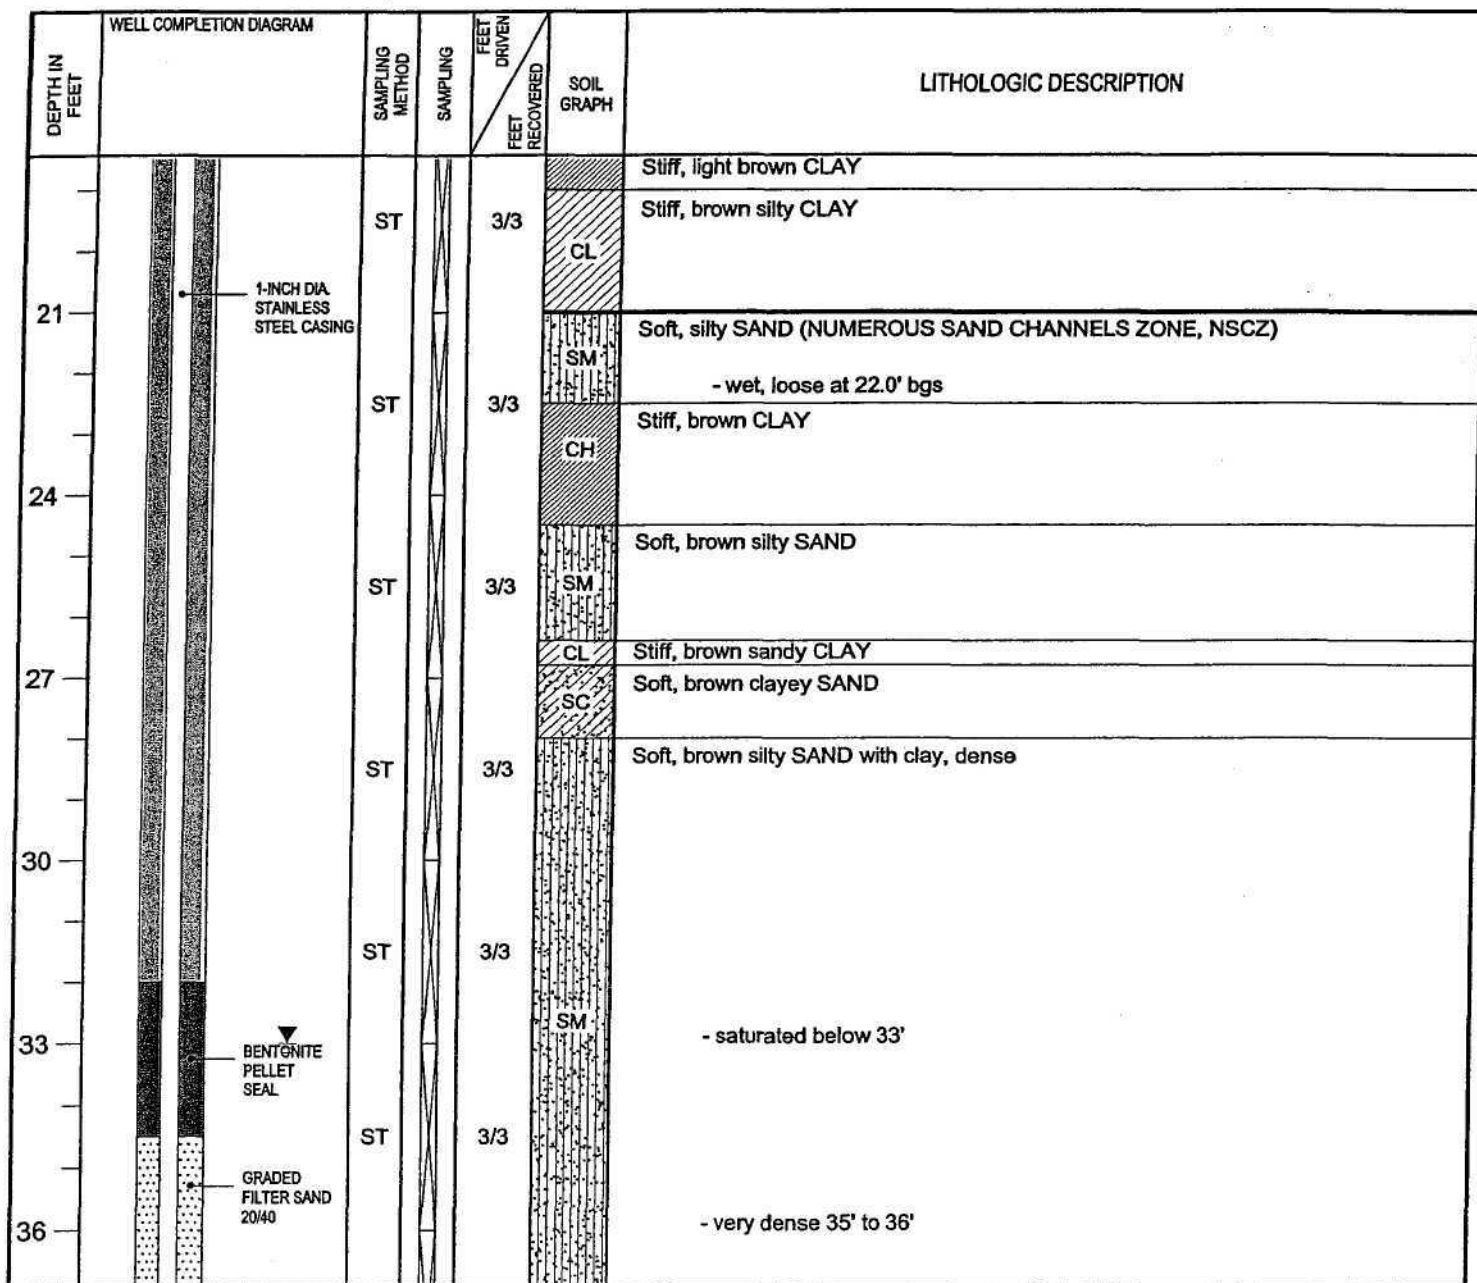 WELL COMPLETION DIAGRAM
DEPTH IN
FEET
SAMPLING
METHOD
SAMPLING
FEET
DRIVEN
FEET
RECOVERED
SOIL
GRAPH
LITHOLOGIC DESCRIPTION
Stiff, light brown CLAY
Stiff, brown silty CLAY
ST
3/3
CL
1-INCH DIA.
STAINLESS
STEEL CASING
21
Soft, silty SAND (NUMEROUS SAND CHANNELS ZONE, NSCZ)
SM
- wet, loose at 22.0' bgs
ST
3/3
Stiff, brown CLAY
CH
24
Soft, brown silty SAND
ST
3/3
SM
CL
Stiff, brown sandy CLAY
27
Soft, brown clayey SAND
SC
Soft, brown silty SAND with clay, dense
ST
3/3
30
ST
3/3
SM
- saturated below 33'
33
BENTONITE
PELLET
SEAL
ST
3/3
GRADED
FILTER SAND
20/40
- very dense 35' to 36'
36